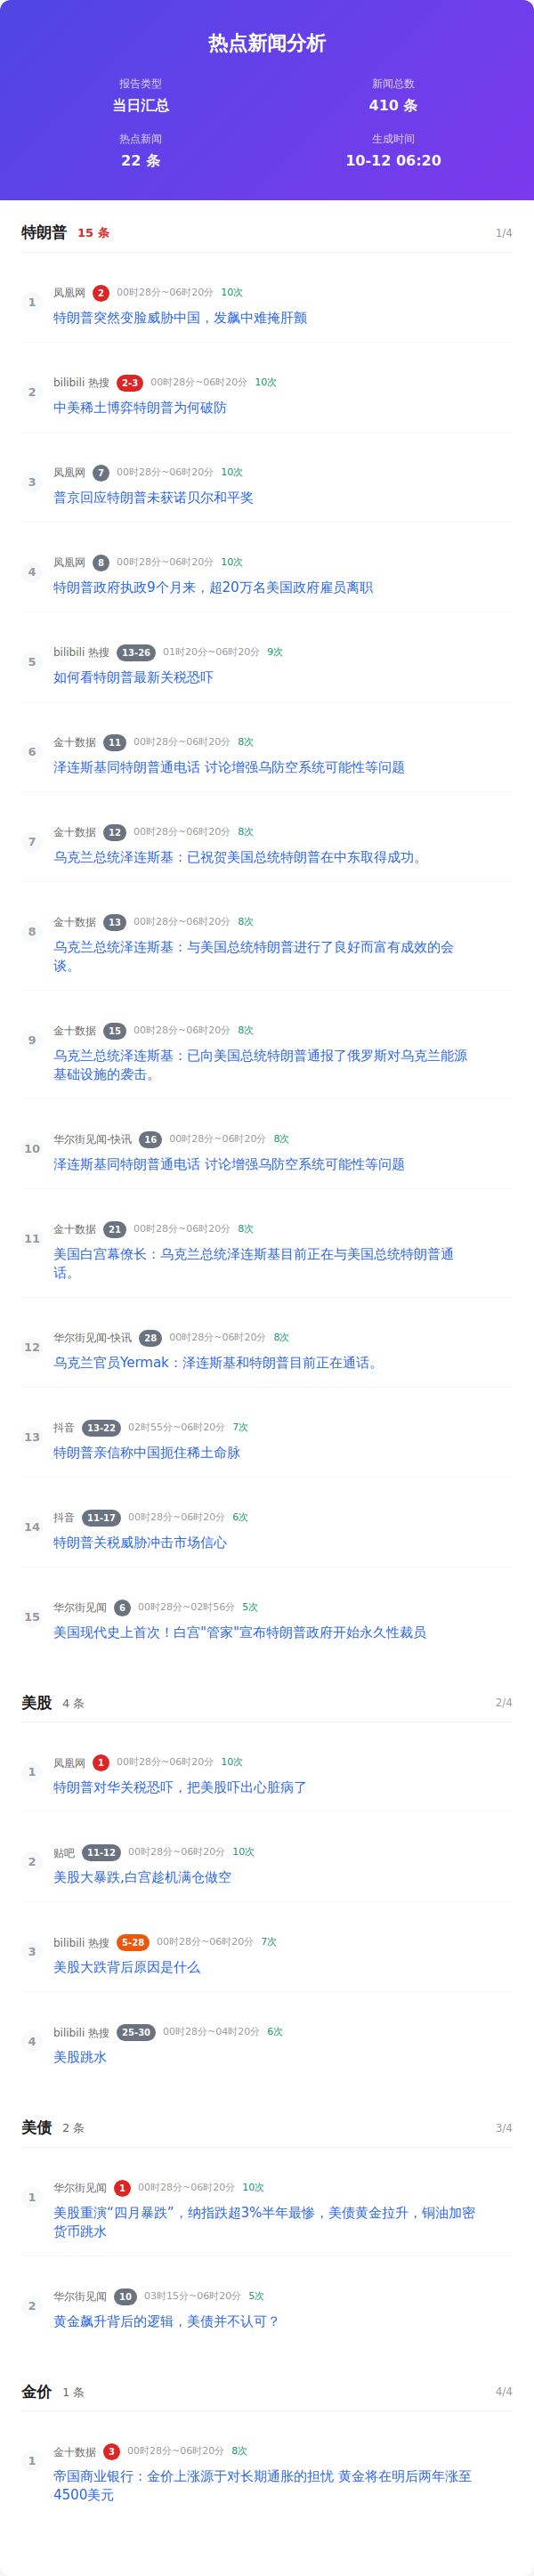 热点新闻分析
报告类型
当日汇总
新闻总数
410 条
热点新闻
22 条
生成时间
10-12 06:20
特朗普 15 条 1/4
1
凤凰网 2 00时28分~06时20分 10次
特朗普突然变脸威胁中国，发飙中难掩肝颤
2
bilibili 热搜 2-3 00时28分~06时20分 10次
中美稀土博弈特朗普为何破防
3
凤凰网 7 00时28分~06时20分 10次
普京回应特朗普未获诺贝尔和平奖
4
凤凰网 8 00时28分~06时20分 10次
特朗普政府执政9个月来，超20万名美国政府雇员离职
5
bilibili 热搜 13-26 01时20分~06时20分 9次
如何看特朗普最新关税恐吓
6
金十数据 11 00时28分~06时20分 8次
泽连斯基同特朗普通电话 讨论增强乌防空系统可能性等问题
7
金十数据 12 00时28分~06时20分 8次
乌克兰总统泽连斯基：已祝贺美国总统特朗普在中东取得成功。
8
金十数据 13 00时28分~06时20分 8次
乌克兰总统泽连斯基：与美国总统特朗普进行了良好而富有成效的会
谈。
9
金十数据 15 00时28分~06时20分 8次
乌克兰总统泽连斯基：已向美国总统特朗普通报了俄罗斯对乌克兰能源
基础设施的袭击。
10
华尔街见闻-快讯 16 00时28分~06时20分 8次
泽连斯基同特朗普通电话 讨论增强乌防空系统可能性等问题
11
金十数据 21 00时28分~06时20分 8次
美国白宫幕僚长：乌克兰总统泽连斯基目前正在与美国总统特朗普通
话。
12
华尔街见闻-快讯 28 00时28分~06时20分 8次
乌克兰官员Yermak：泽连斯基和特朗普目前正在通话。
13
抖音 13-22 02时55分~06时20分 7次
特朗普亲信称中国扼住稀土命脉
14
抖音 11-17 00时28分~06时20分 6次
特朗普关税威胁冲击市场信心
15
华尔街见闻 6 00时28分~02时56分 5次
美国现代史上首次！白宫"管家"宣布特朗普政府开始永久性裁员
美股 4 条 2/4
1
凤凰网 1 00时28分~06时20分 10次
特朗普对华关税恐吓，把美股吓出心脏病了
2
贴吧 11-12 00时28分~06时20分 10次
美股大暴跌,白宫趁机满仓做空
3
bilibili 热搜 5-28 00时28分~06时20分 7次
美股大跌背后原因是什么
4
bilibili 热搜 25-30 00时28分~04时20分 6次
美股跳水
美债 2 条 3/4
1
华尔街见闻 1 00时28分~06时20分 10次
美股重演“四月暴跌”，纳指跌超3%半年最惨，美债黄金拉升，铜油加密
货币跳水
2
华尔街见闻 10 03时15分~06时20分 5次
黄金飙升背后的逻辑，美债并不认可？
金价 1 条 4/4
1
金十数据 3 00时28分~06时20分 8次
帝国商业银行：金价上涨源于对长期通胀的担忧 黄金将在明后两年涨至
4500美元